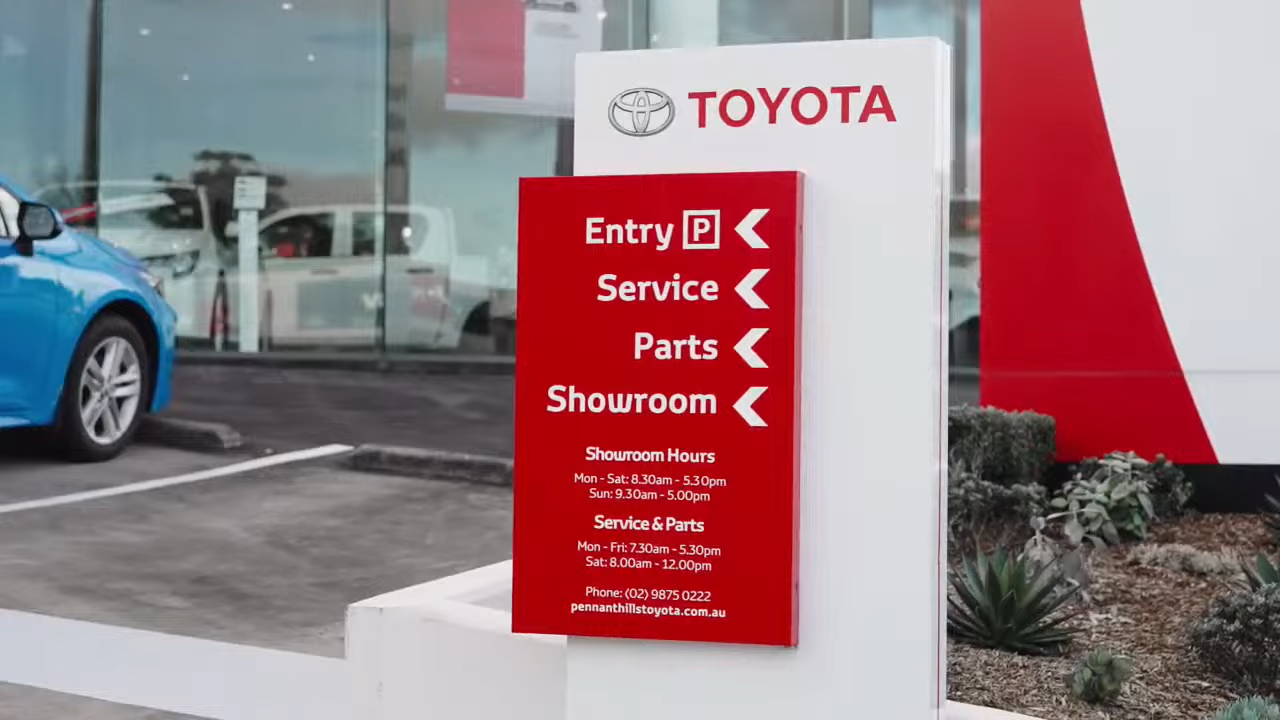 TOYOTA
Entry P
Service
Parts
Showroom
Showroom Hours
Mon - Sat: 8.30am - 5.30pm
Sun: 9.30am - 5.00pm
Service & Parts
Mon - Fri: 7.30am - 5.30pm
Sat: 8.00am - 12.00pm
Phone: (02) 9875 0222
pennanthillstoyota.com.au